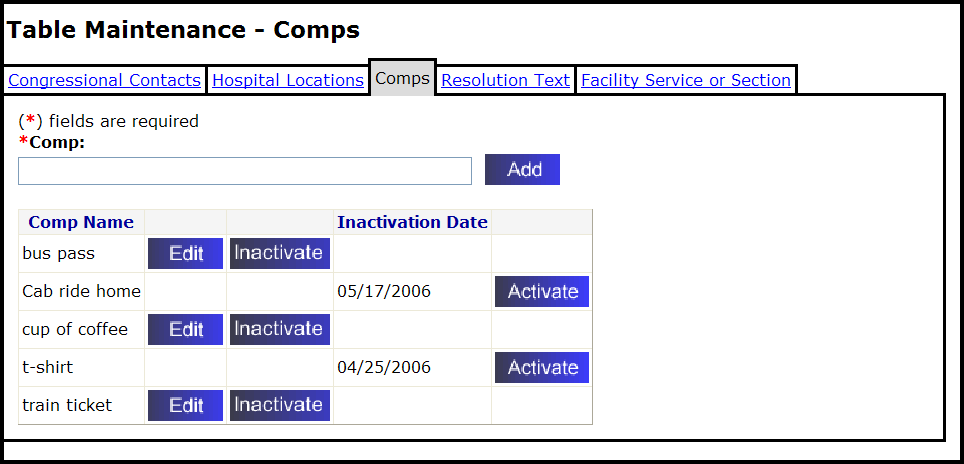 Table Maintenance - Comps
Congressional Contacts Hospital Locations Comps Resolution Text Facility Service or Section
(*) fields are required
*Comp:
Add
Comp Name Inactivation Date
bus pass Edit Inactivate
Cab ride home 05/17/2006 Activate
cup of coffee Edit Inactivate
t-shirt 04/25/2006 Activate
train ticket Edit Inactivate